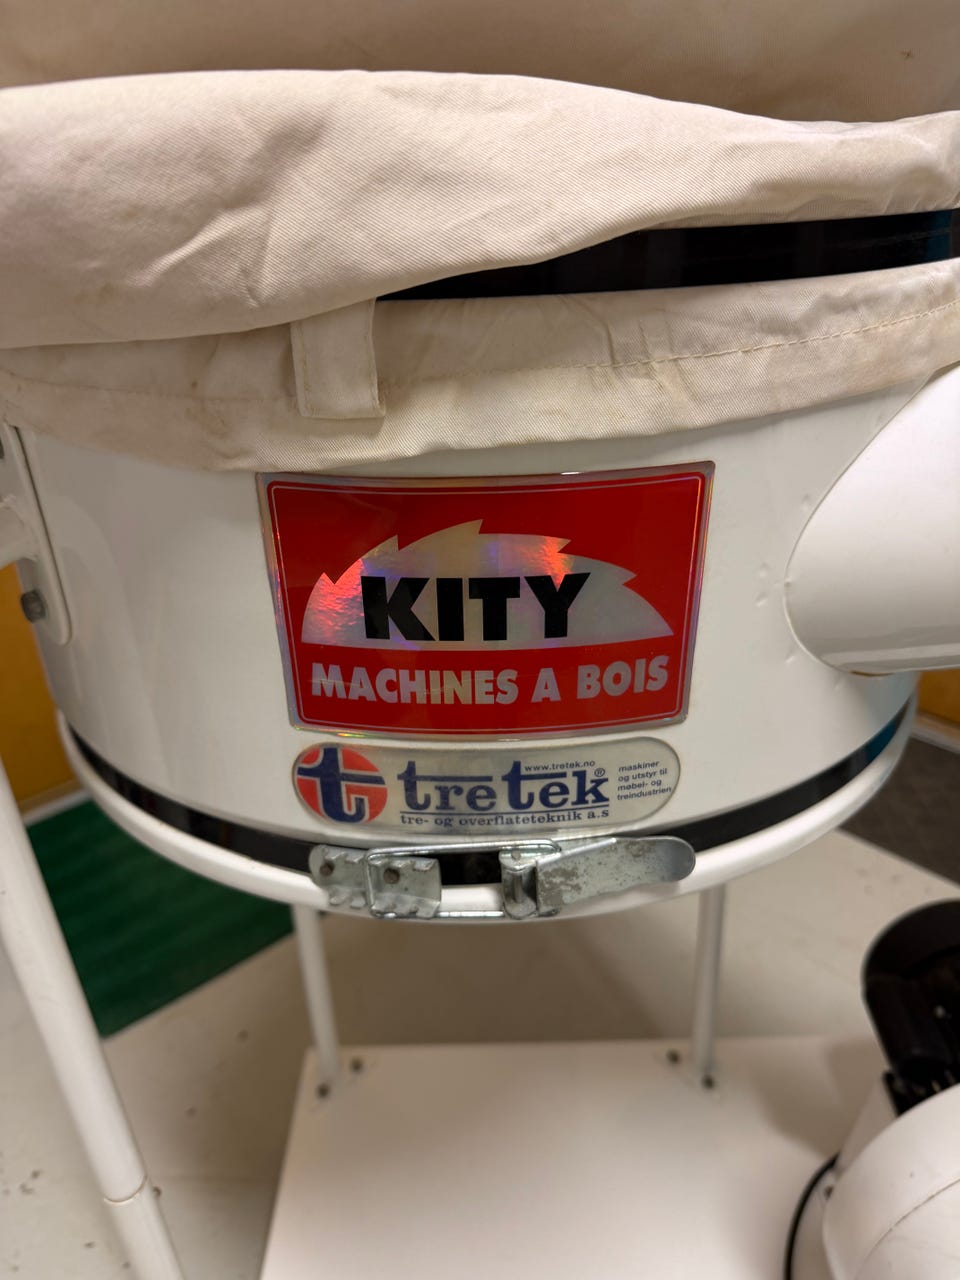 KITY
MACHINES A BOIS
www.tretek.no
tretek®
tre- og overflateteknik a.s
maskiner
og utstyr til
møbel- og
treindustrien